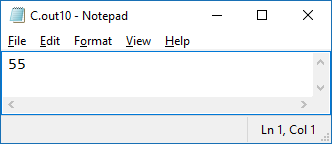 C.out10 - Notepad
File Edit Format View Help
55
Ln 1, Col 1